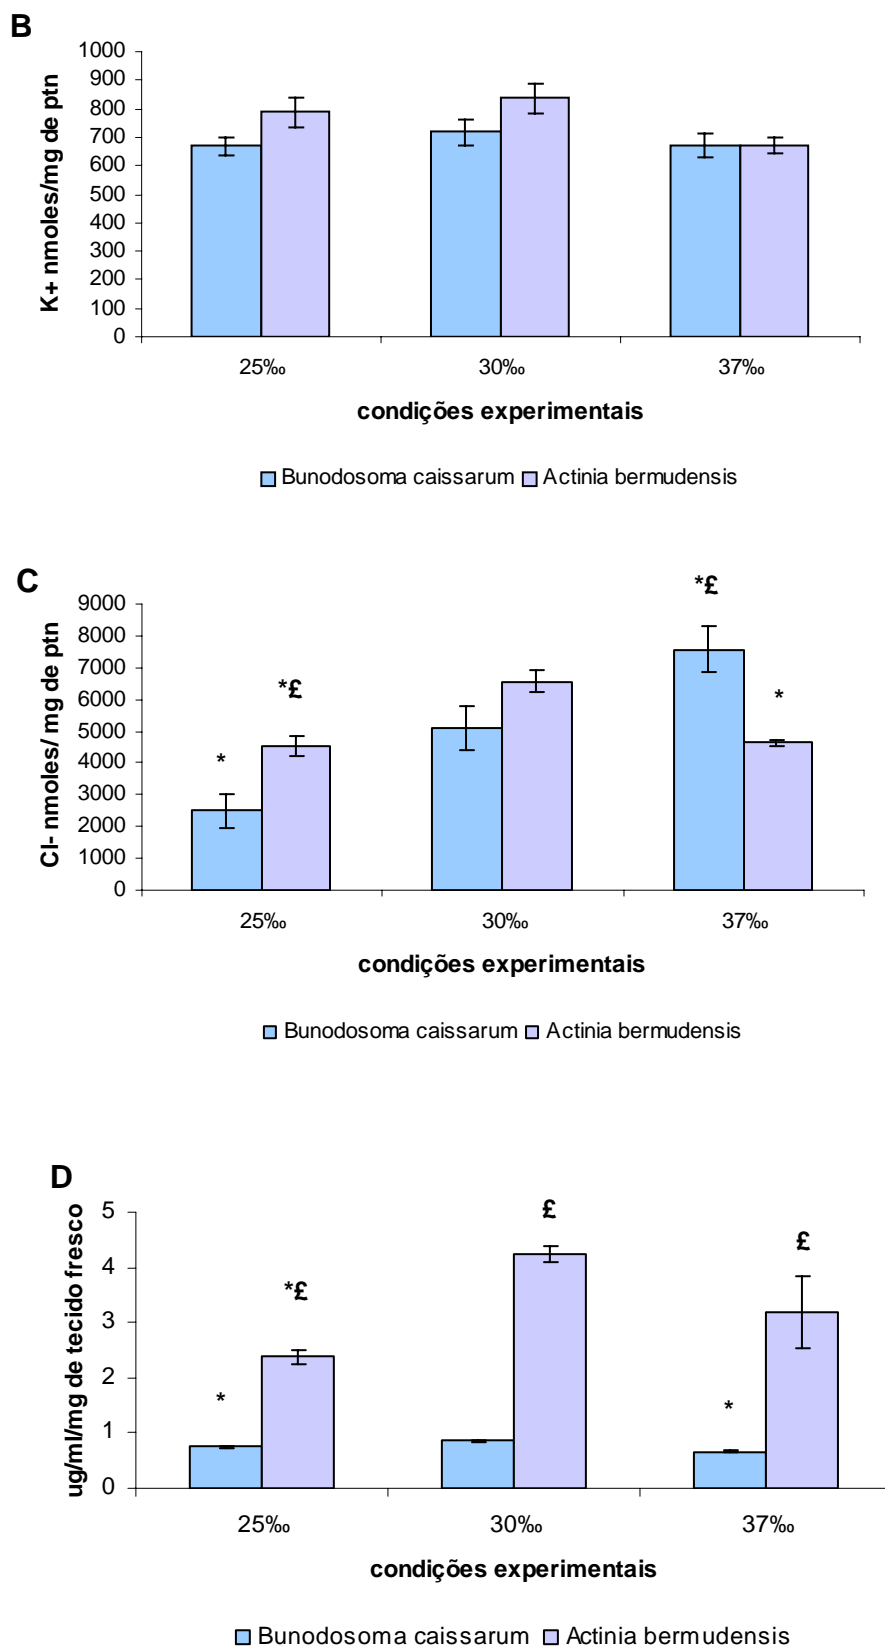 B
K+ nmoles/mg de ptn
1000
900
800
700
600
500
400
300
200
100
0
25‰ 30‰ 37‰
condições experimentais
Bunodosoma caissarum Actinia bermudensis
C
Cl- nmoles/ mg de ptn
9000
8000
7000
6000
5000
4000
3000
2000
1000
0
*
*£
*£
*
25‰ 30‰ 37‰
condições experimentais
Bunodosoma caissarum Actinia bermudensis
D
ug/ml/mg de tecido fresco
5
4
3
2
1
0
*
*£
£
*
£
25‰ 30‰ 37‰
condições experimentais
Bunodosoma caissarum Actinia bermudensis